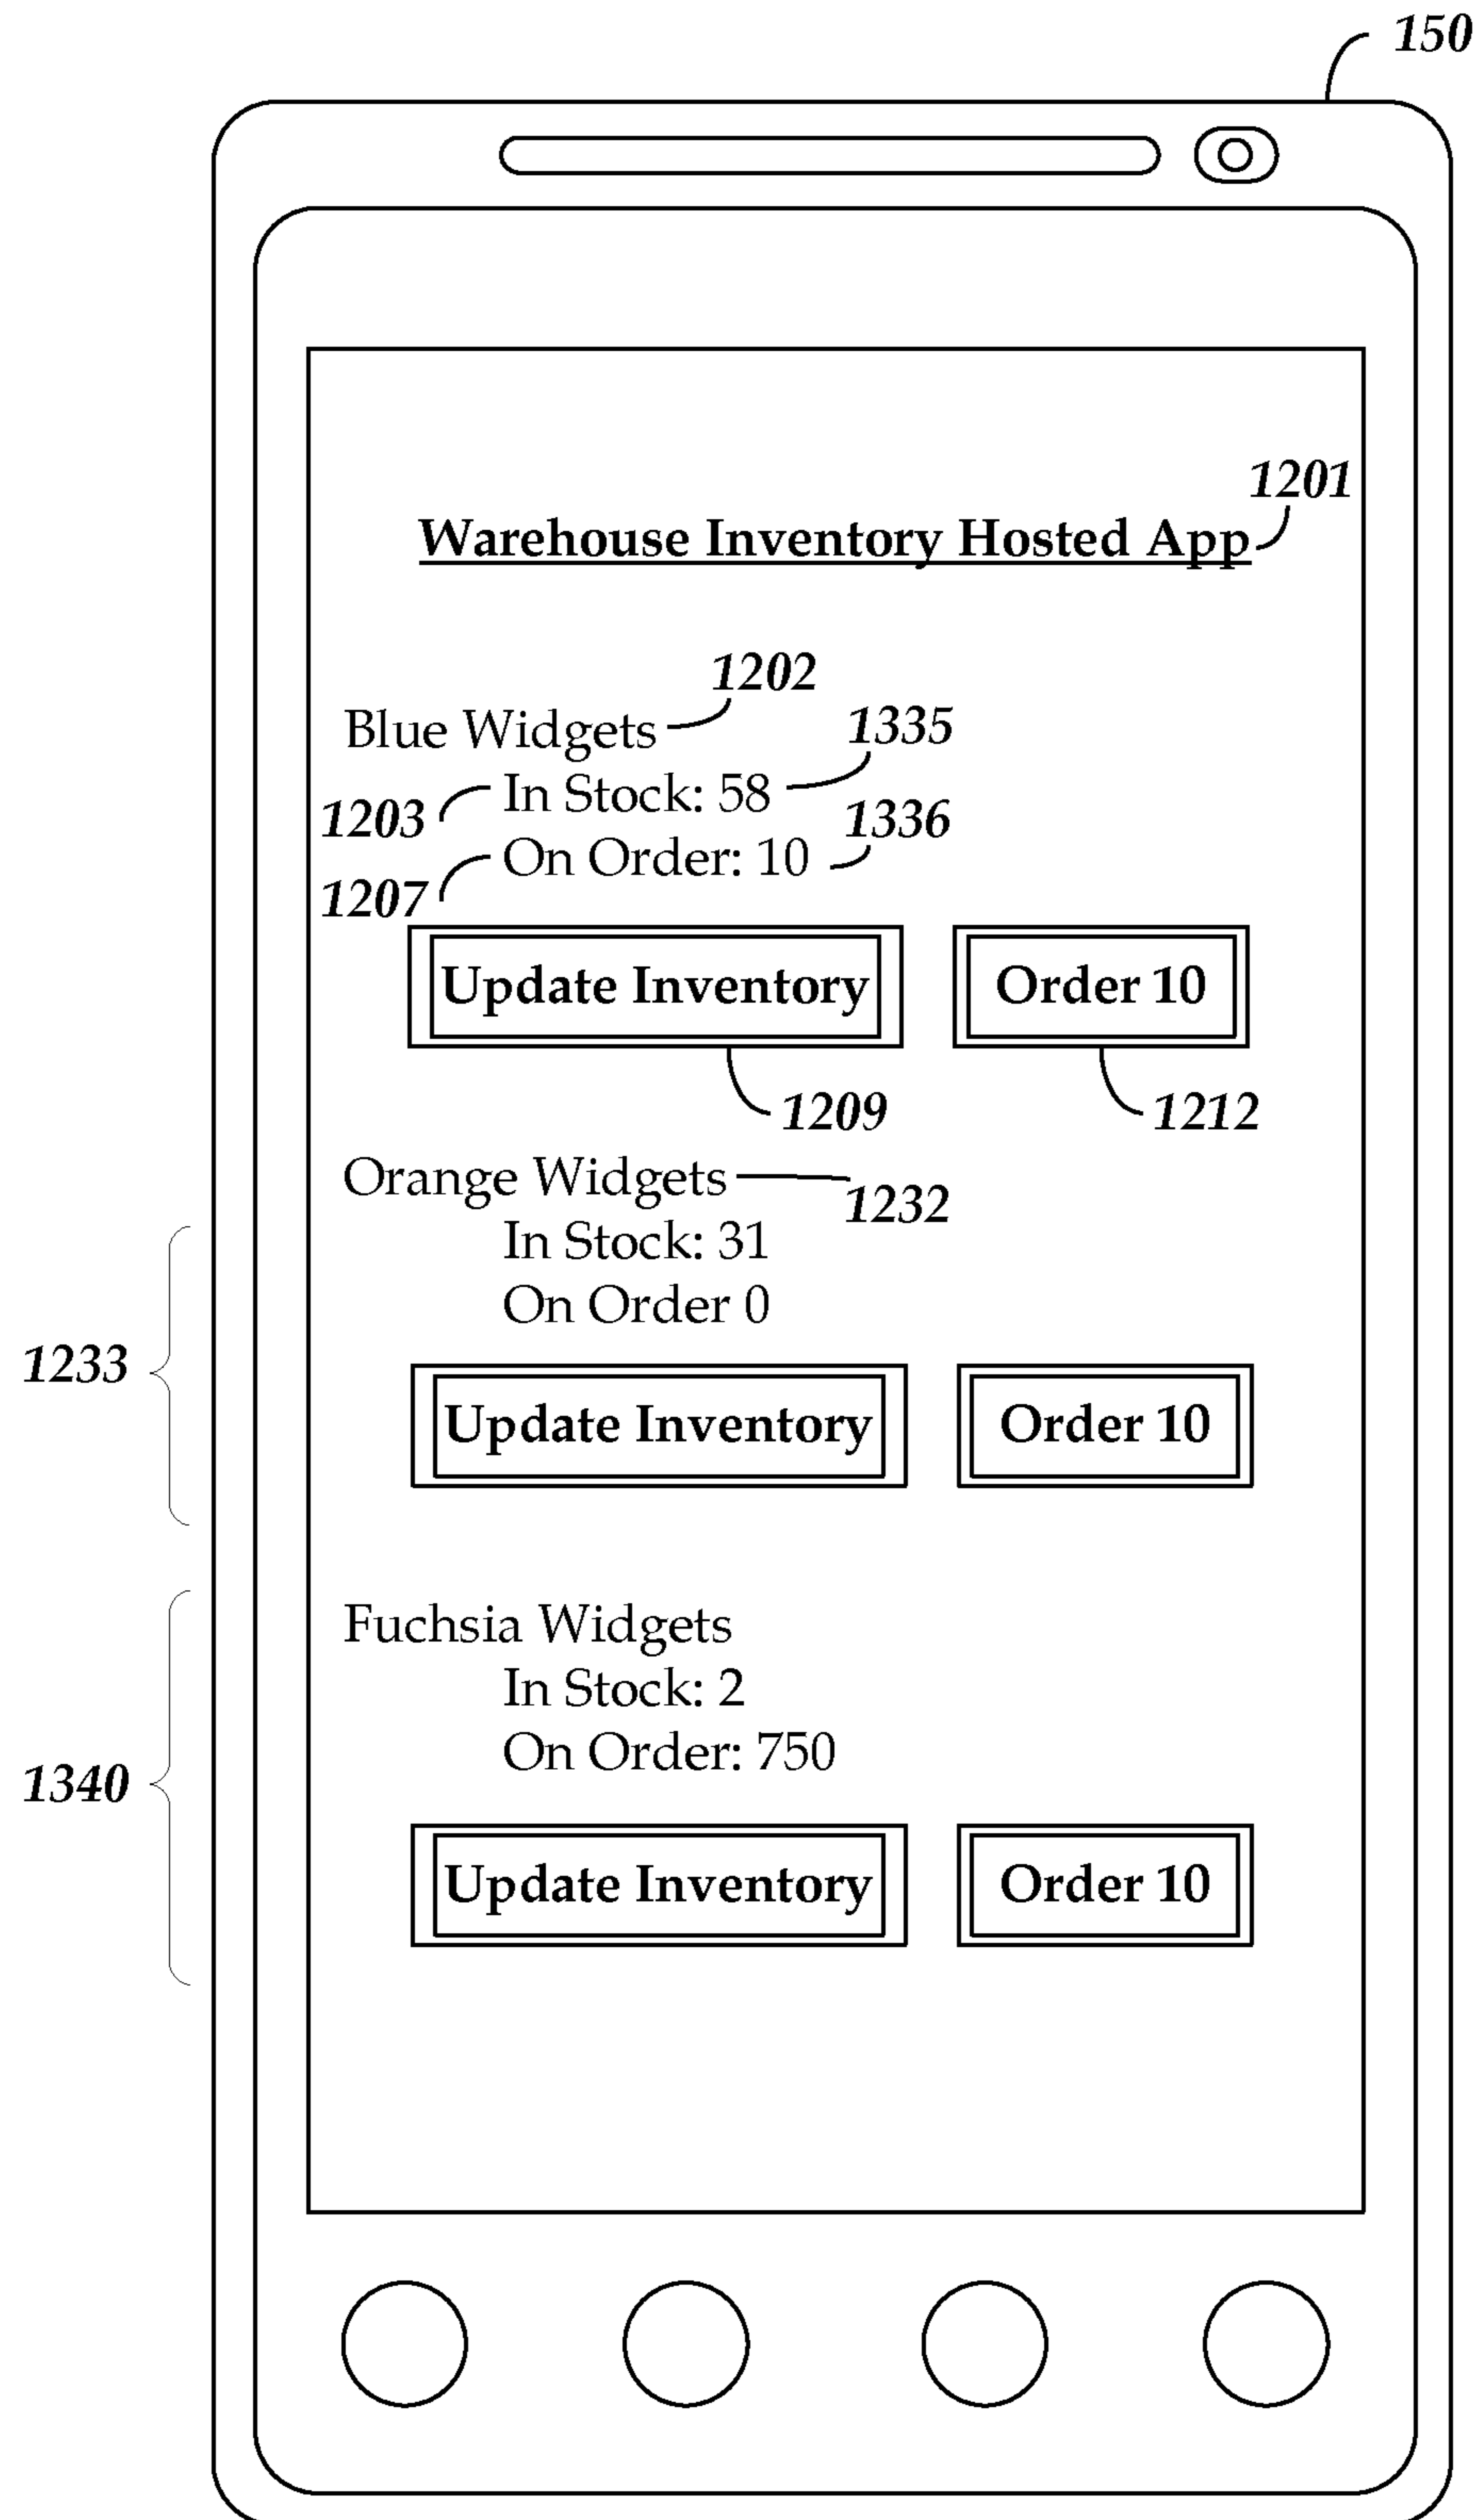 150
1201
Warehouse Inventory Hosted App
1202
Blue Widgets
1335
In Stock: 58
1203
1336
On Order: 10
1207
Update Inventory
Order 10
1209
1212
Orange Widgets
1232
In Stock: 31
On Order 0
1233
Update Inventory
Order 10
Fuchsia Widgets
In Stock: 2
On Order: 750
1340
Update Inventory
Order 10